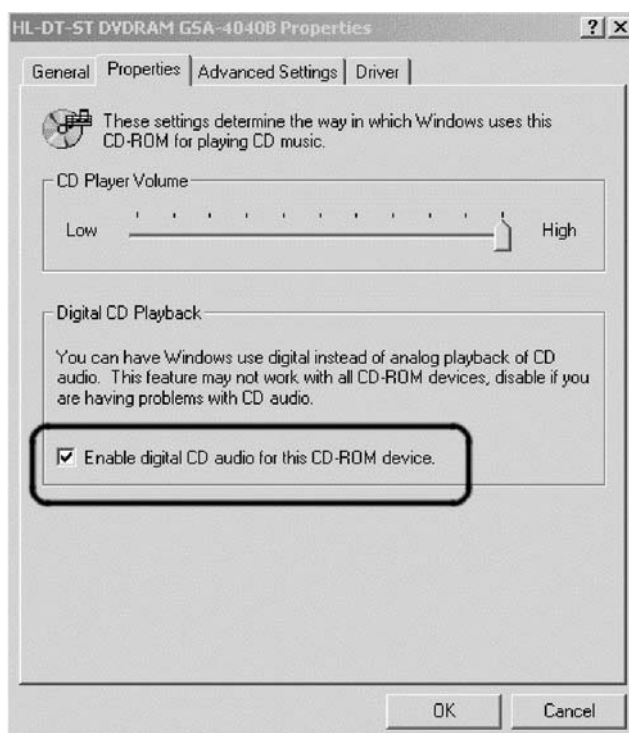 HL-DT-ST DVDRAM GSA-4040B Properties
General Properties Advanced Settings Driver
These settings determine the way in which Windows uses this
CD-ROM for playing CD music.
CD Player Volume
Low High
Digital CD Playback
You can have Windows use digital instead of analog playback of CD
audio. This feature may not work with all CD-ROM devices, disable if you
are having problems with CD audio.
Enable digital CD audio for this CD-ROM device.
OK Cancel